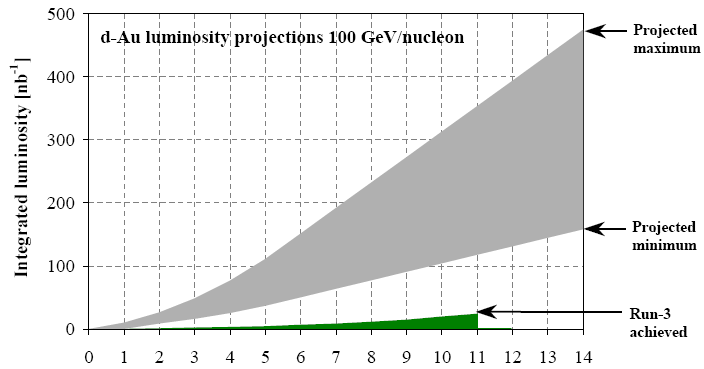 d-Au luminosity projections 100 GeV/nucleon
Integrated luminosity [nb⁻¹]
500
400
300
200
100
0
0 1 2 3 4 5 6 7 8 9 10 11 12 13 14
Projected
maximum
Projected
minimum
Run-3
achieved